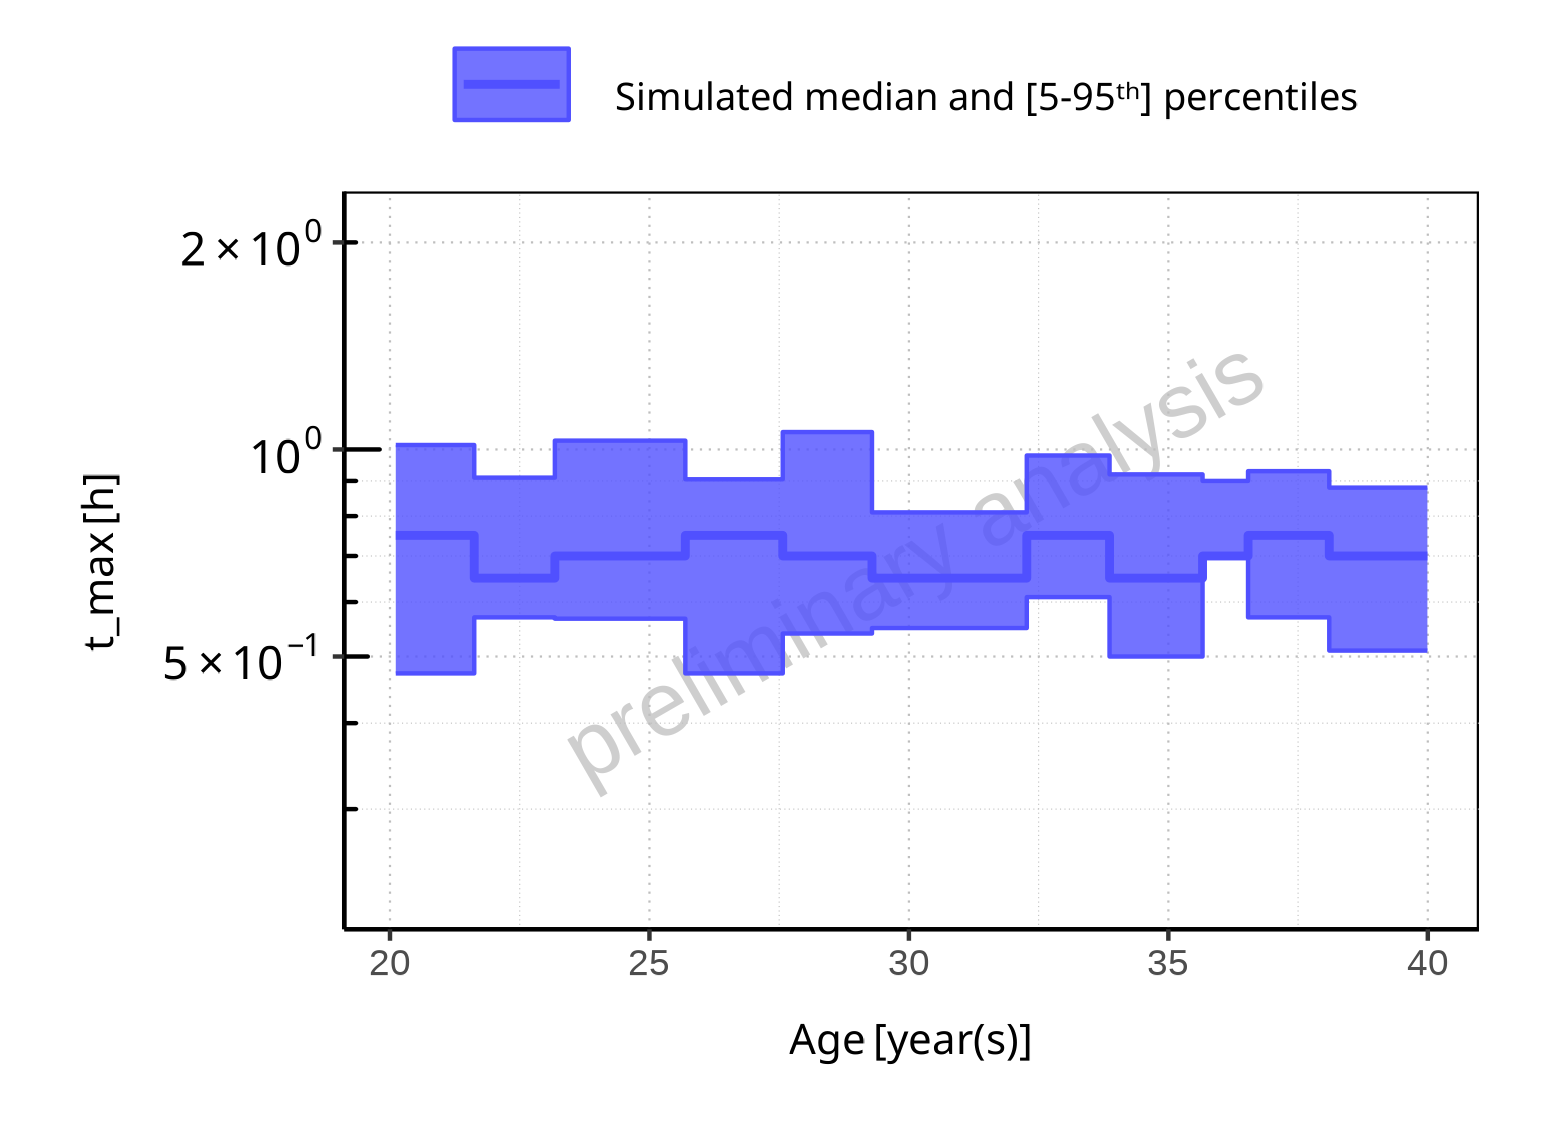 Simulated median and [5-95ᵗʰ] percentiles
2 × 10⁰
10⁰
5 × 10⁻¹
t_max [h]
preliminary analysis
20 25 30 35 40
Age [year(s)]